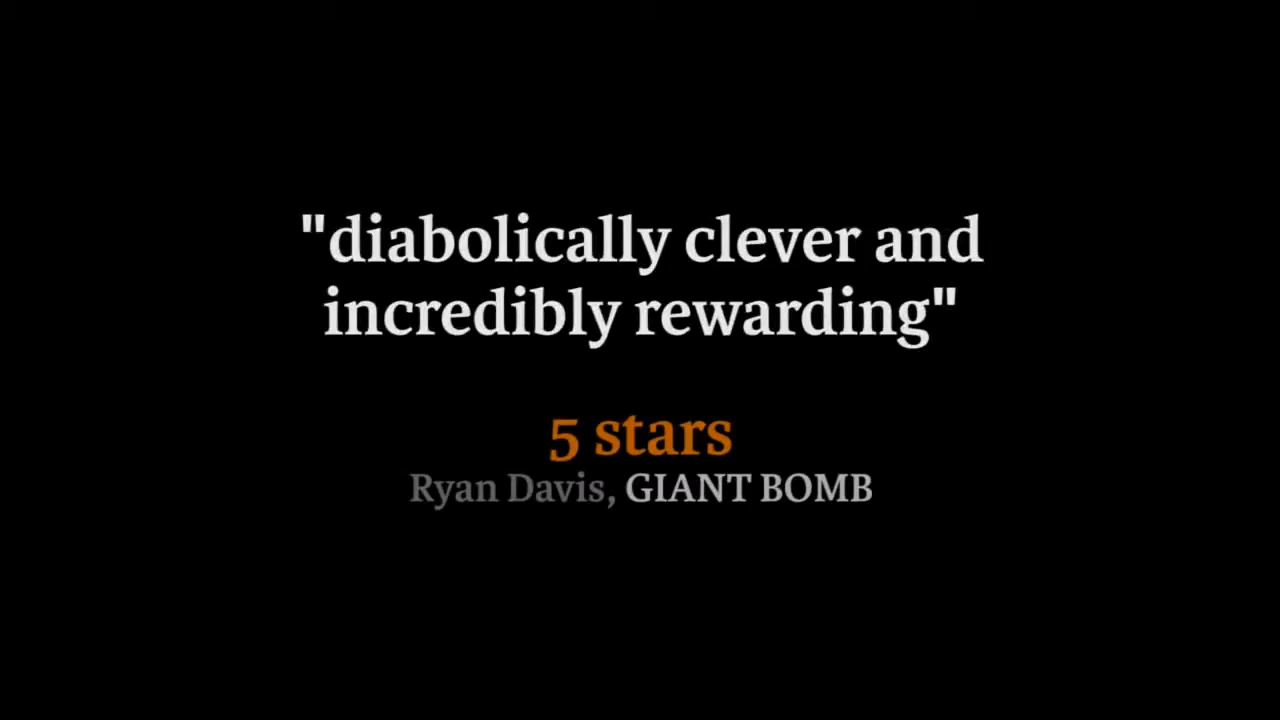 "diabolically clever and
incredibly rewarding"
5 stars
Ryan Davis, GIANT BOMB